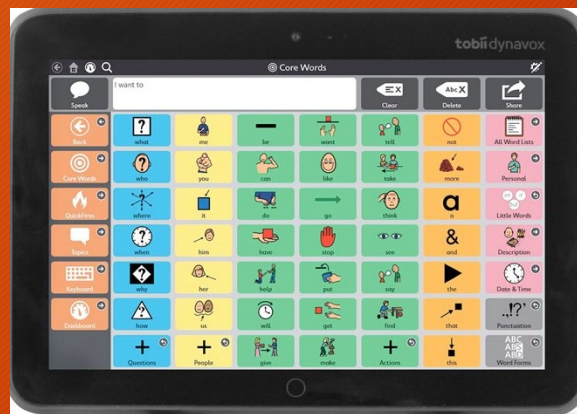 tobii dynavox
Core Words
I want to
Speak
Clear
Abc X
Delete
Share
Back what me be want tell not All Word Lists
Core Words who you can like take more Personal
QuickFires where it do go think a Little Words
Topics when him have stop see and Description
Keyboard why her help put say the Date & Time
Dashboard how us will get find that Punctuation
Questions People give make Actions this Word Forms